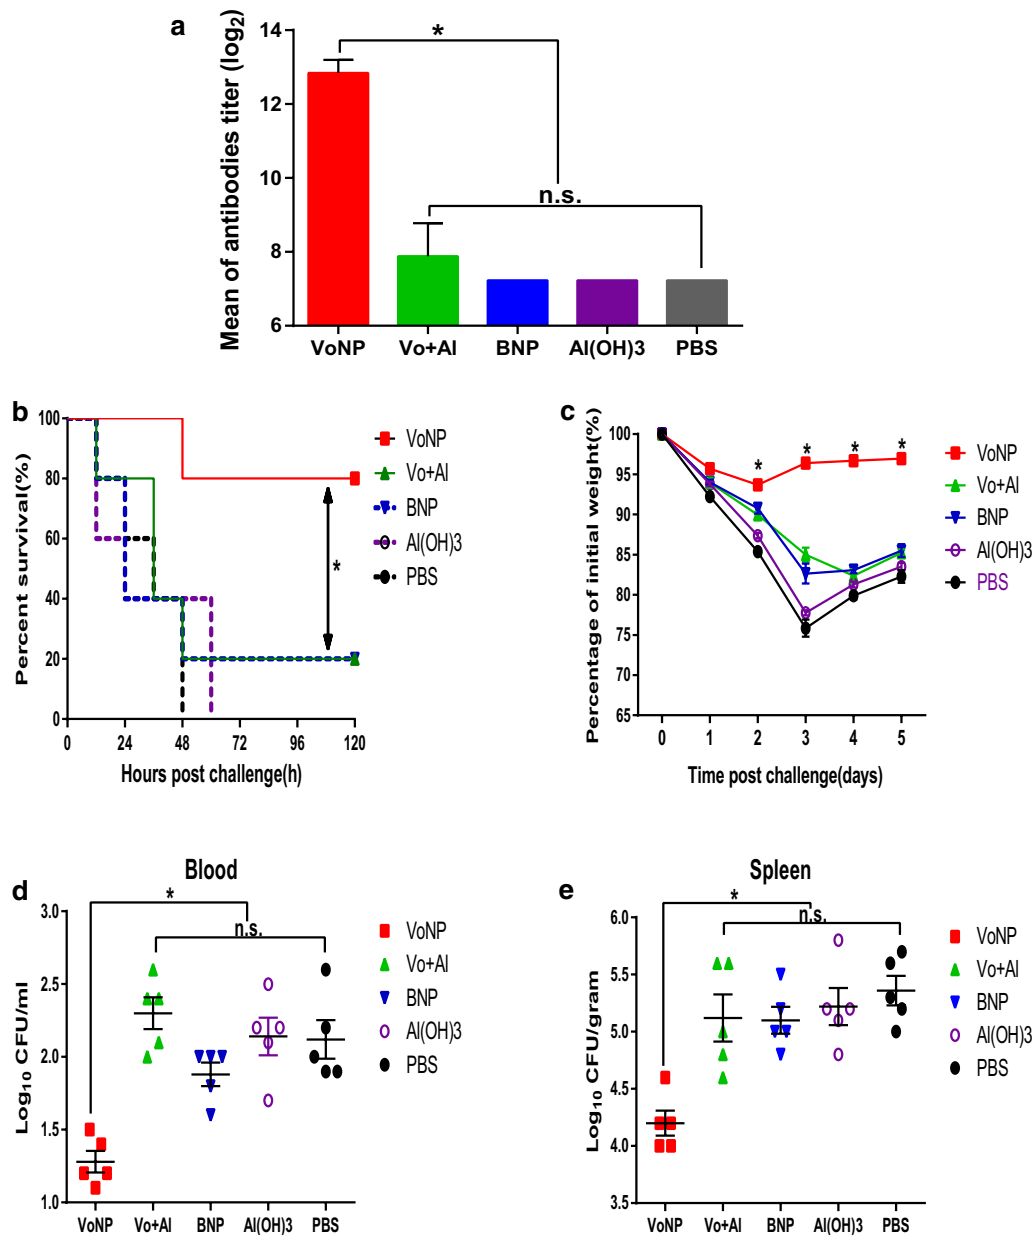 a
Mean of antibodies titer (log2)
14
12
10
8
6
*
n.s.
VoNP Vo+Al BNP Al(OH)3 PBS
b
Percent survival(%)
100
80
60
40
20
0
0 24 48 72 96 120
Hours post challenge(h)
*
VoNP
Vo+Al
BNP
Al(OH)3
PBS
c
Percentage of initial weight(%)
100
95
90
85
80
75
70
65
0 1 2 3 4 5
Time post challenge(days)
* * * *
VoNP
Vo+Al
BNP
Al(OH)3
PBS
d
Blood
Log10 CFU/ml
3.0
2.5
2.0
1.5
1.0
*
n.s.
VoNP Vo+Al BNP Al(OH)3 PBS
VoNP
Vo+Al
BNP
Al(OH)3
PBS
e
Spleen
Log10 CFU/gram
6.0
5.5
5.0
4.5
4.0
3.5
*
n.s.
VoNP Vo+Al BNP Al(OH)3 PBS
VoNP
Vo+Al
BNP
Al(OH)3
PBS